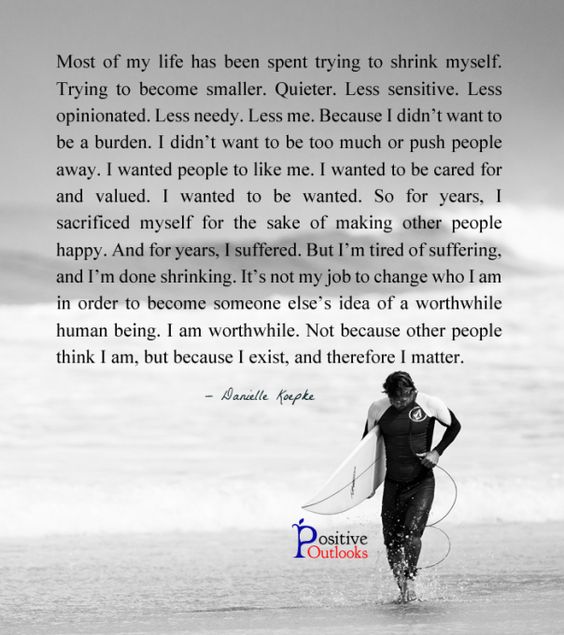 Most of my life has been spent trying to shrink myself.
Trying to become smaller. Quieter. Less sensitive. Less
opinionated. Less needy. Less me. Because I didn’t want to
be a burden. I didn’t want to be too much or push people
away. I wanted people to like me. I wanted to be cared for
and valued. I wanted to be wanted. So for years, I
sacrificed myself for the sake of making other people
happy. And for years, I suffered. But I’m tired of suffering,
and I’m done shrinking. It’s not my job to change who I am
in order to become someone else’s idea of a worthwhile
human being. I am worthwhile. Not because other people
think I am, but because I exist, and therefore I matter.
– Danielle Koepke
Positive
Outlooks